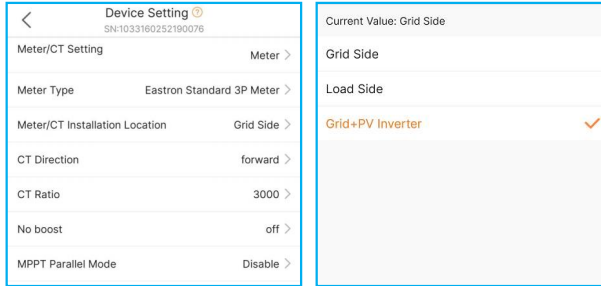 Device Setting ?
SN:1033160252190076
Meter/CT Setting Meter >
Meter Type Eastron Standard 3P Meter >
Meter/CT Installation Location Grid Side >
CT Direction forward >
CT Ratio 3000 >
No boost off >
MPPT Parallel Mode Disable >
Current Value: Grid Side
Grid Side
Load Side
Grid+PV Inverter